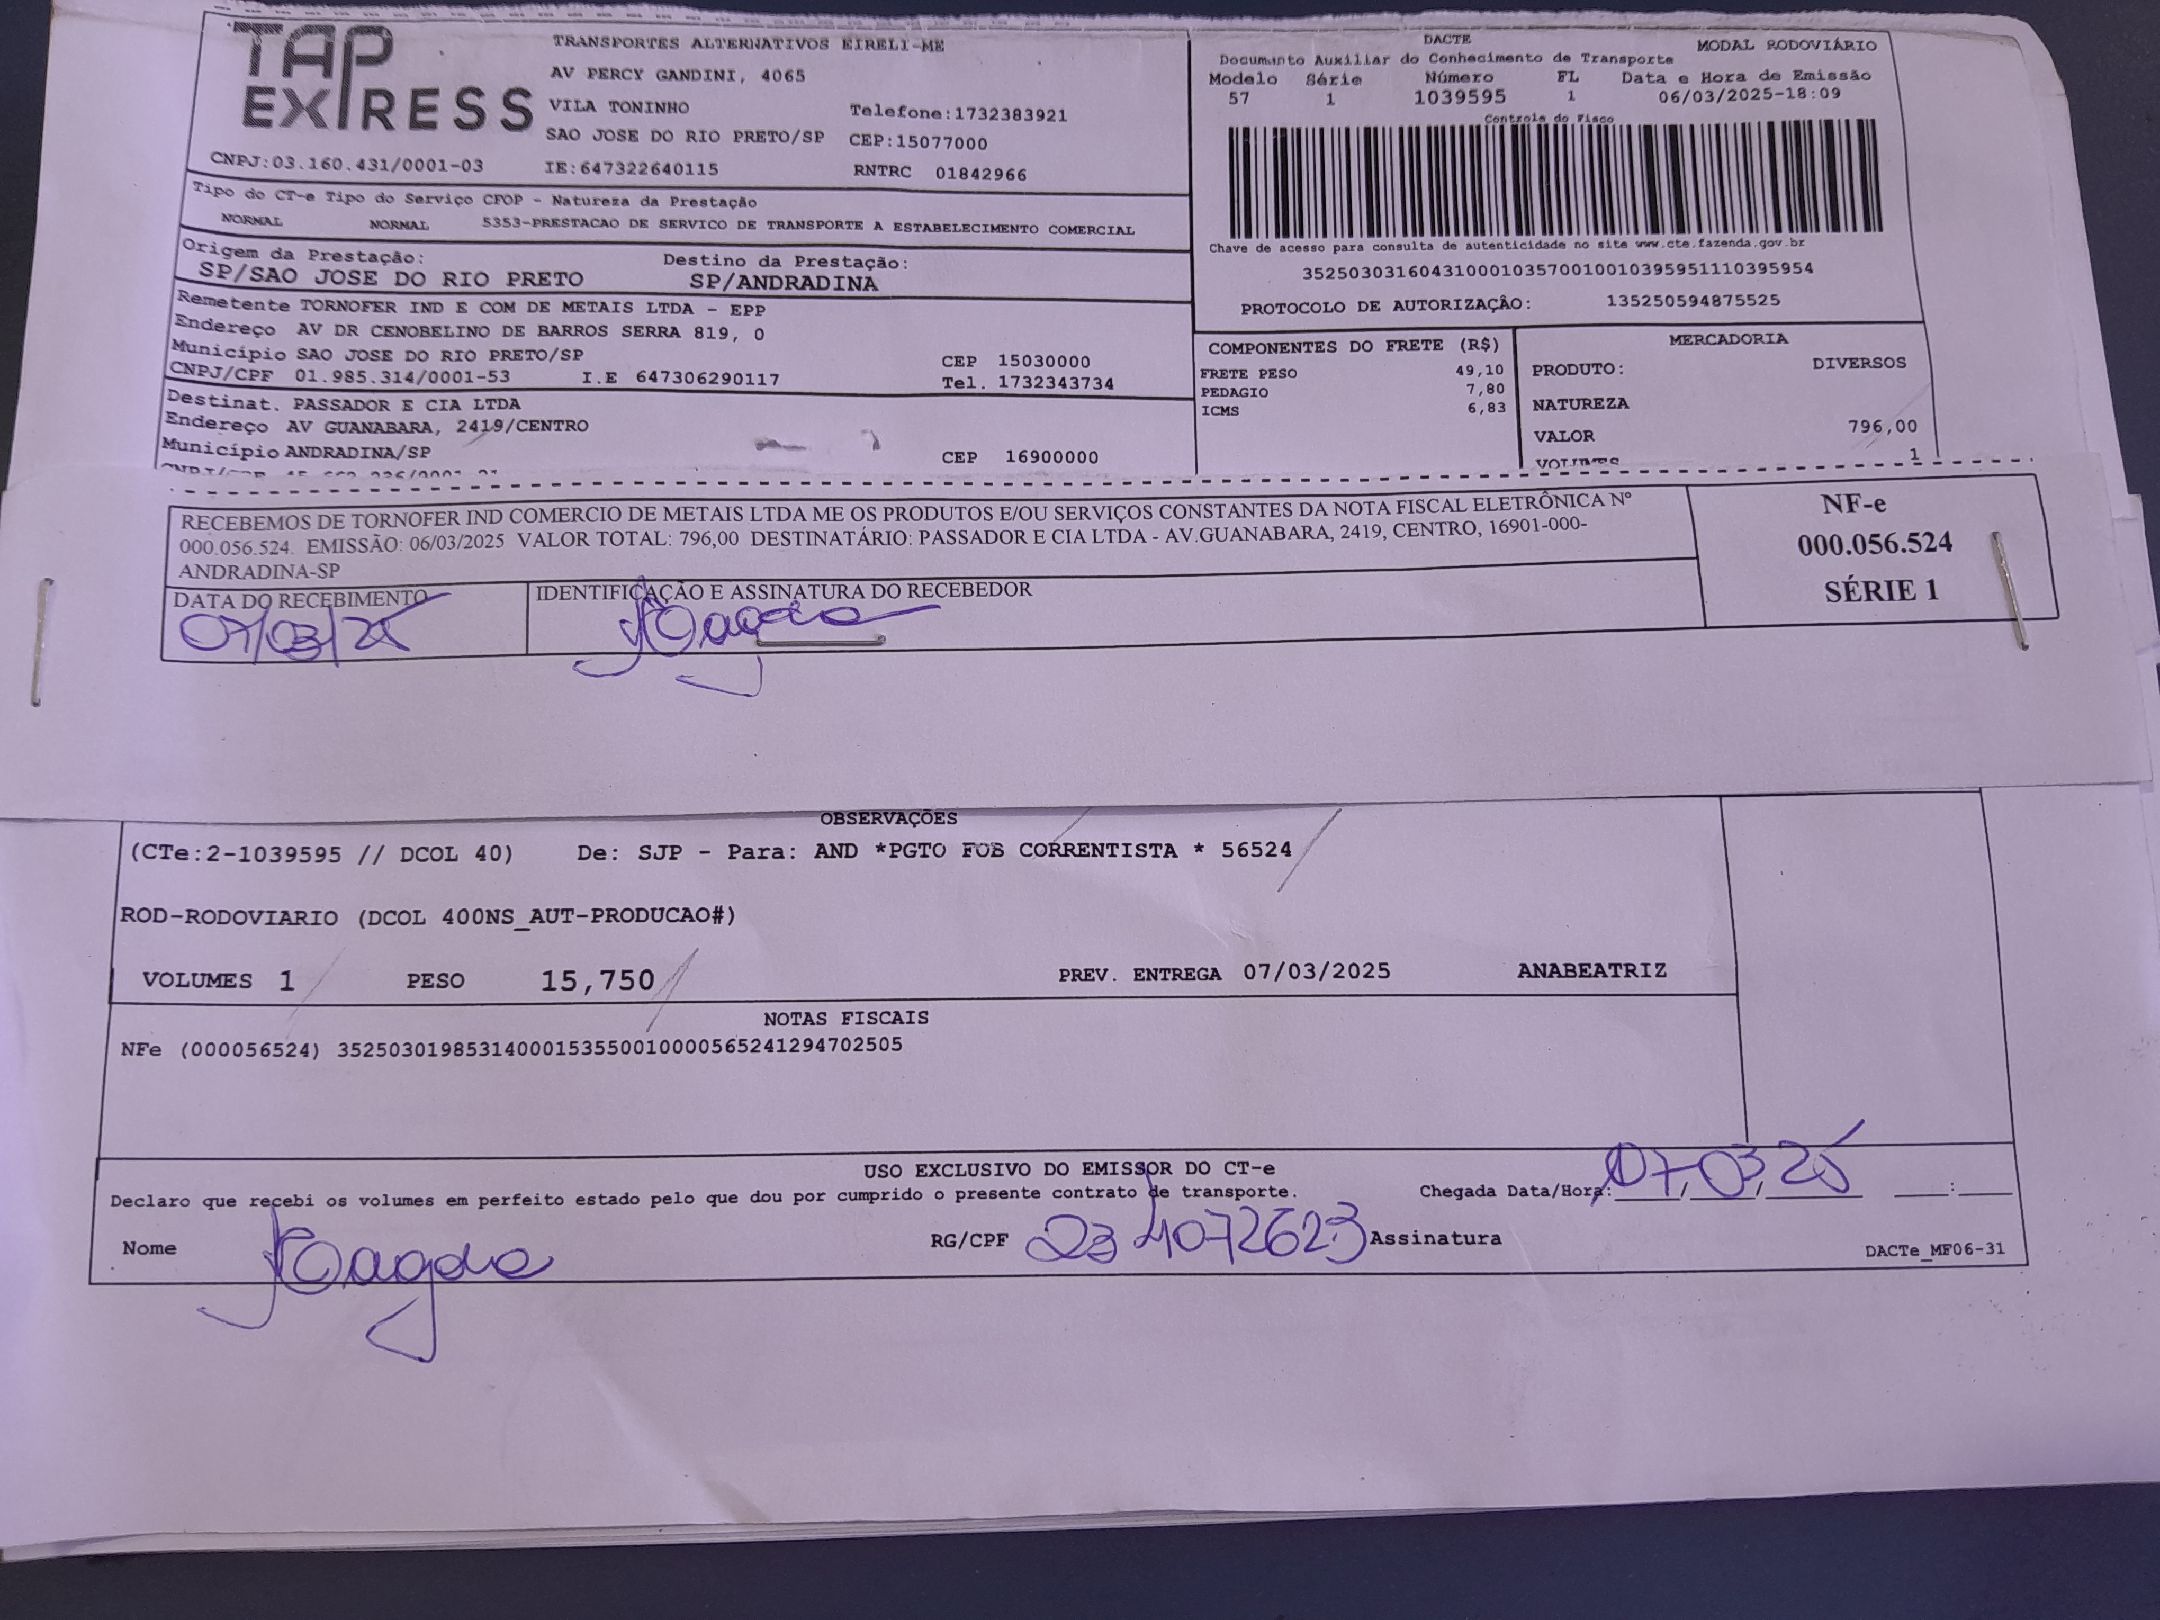 TAP EXPRESS
TRANSPORTES ALTERNATIVOS EIRELI-ME
AV PERCY GANDINI, 4065
VILA TONINHO Telefone:1732383921
SAO JOSE DO RIO PRETO/SP CEP:15077000
CNPJ:03.160.431/0001-03 IE:647322640115 RNTRC 01842966
DACTE MODAL RODOVIÁRIO
Documento Auxiliar do Conhecimento de Transporte
Modelo Série Número FL Data e Hora de Emissão
57 1 1039595 1 06/03/2025-18:09
Controle do Fisco
Chave de acesso para consulta de autenticidade no site www.cte.fazenda.gov.br
35250303160431000103570010010395951110395954
PROTOCOLO DE AUTORIZAÇÃO: 135250594875525
Tipo do CT-e Tipo do Serviço CFOP - Natureza da Prestação
NORMAL NORMAL 5353-PRESTACAO DE SERVICO DE TRANSPORTE A ESTABELECIMENTO COMERCIAL
Origem da Prestação: Destino da Prestação:
SP/SAO JOSE DO RIO PRETO SP/ANDRADINA
Remetente TORNOFER IND E COM DE METAIS LTDA - EPP
Endereço AV DR CENOBELINO DE BARROS SERRA 819, 0
Município SAO JOSE DO RIO PRETO/SP CEP 15030000
CNPJ/CPF 01.985.314/0001-53 I.E 647306290117 Tel. 1732343734
Destinat. PASSADOR E CIA LTDA
Endereço AV GUANABARA, 2419/CENTRO
Município ANDRADINA/SP CEP 16900000
COMPONENTES DO FRETE (R$)
FRETE PESO 49,10
PEDAGIO 7,80
ICMS 6,83
MERCADORIA
PRODUTO: DIVERSOS
NATUREZA
VALOR 796,00
VOLUMES 1
RECEBEMOS DE TORNOFER IND COMERCIO DE METAIS LTDA ME OS PRODUTOS E/OU SERVIÇOS CONSTANTES DA NOTA FISCAL ELETRÔNICA Nº
000.056.524. EMISSÃO: 06/03/2025 VALOR TOTAL: 796,00 DESTINATÁRIO: PASSADOR E CIA LTDA - AV.GUANABARA, 2419, CENTRO, 16901-000-
ANDRADINA-SP
NF-e
000.056.524
SÉRIE 1
DATA DO RECEBIMENTO IDENTIFICAÇÃO E ASSINATURA DO RECEBEDOR
07/03/25 Magda
OBSERVAÇÕES
(CTe:2-1039595 // DCOL 40) De: SJP - Para: AND *PGTO FOB CORRENTISTA * 56524
ROD-RODOVIARIO (DCOL 400NS_AUT-PRODUCAO#)
VOLUMES 1 PESO 15,750 PREV. ENTREGA 07/03/2025 ANABEATRIZ
NOTAS FISCAIS
NFe (000056524) 35250301985314000153550010000565241294702505
USO EXCLUSIVO DO EMISSOR DO CT-e
Declaro que recebi os volumes em perfeito estado pelo que dou por cumprido o presente contrato de transporte. Chegada Data/Hora: 07/03/25 __:__
Nome Magda RG/CPF 23 4072623 Assinatura
DACTe_MF06-31